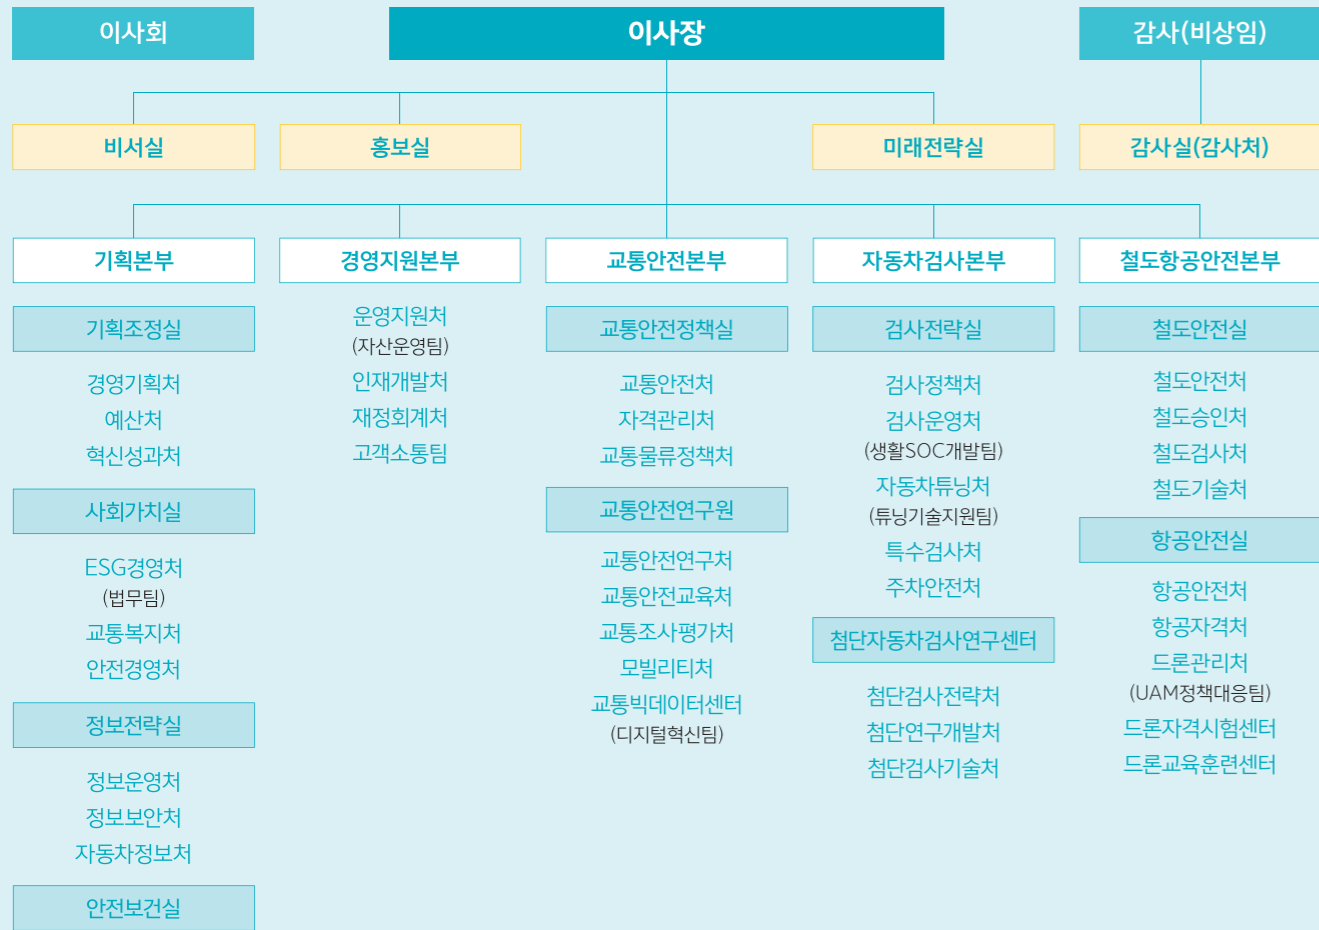 이사회
이사장
감사(비상임)
비서실
홍보실
미래전략실
감사실(감사처)
기획본부
경영지원본부
교통안전본부
자동차검사본부
철도항공안전본부
기획조정실
경영기획처
예산처
혁신성과처
사회가치실
ESG경영처
(법무팀)
교통복지처
안전경영처
정보전략실
정보운영처
정보보안처
자동차정보처
안전보건실
운영지원처
(자산운영팀)
인재개발처
재정회계처
고객소통팀
교통안전정책실
교통안전처
자격관리처
교통물류정책처
교통안전연구원
교통안전연구처
교통안전교육처
교통조사평가처
모빌리티처
교통빅데이터센터
(디지털혁신팀)
검사전략실
검사정책처
검사운영처
(생활SOC개발팀)
자동차튜닝처
(튜닝기술지원팀)
특수검사처
주차안전처
첨단자동차검사연구센터
첨단검사전략처
첨단연구개발처
첨단검사기술처
철도안전실
철도안전처
철도승인처
철도검사처
철도기술처
항공안전실
항공안전처
항공자격처
드론관리처
(UAM정책대응팀)
드론자격시험센터
드론교육훈련센터